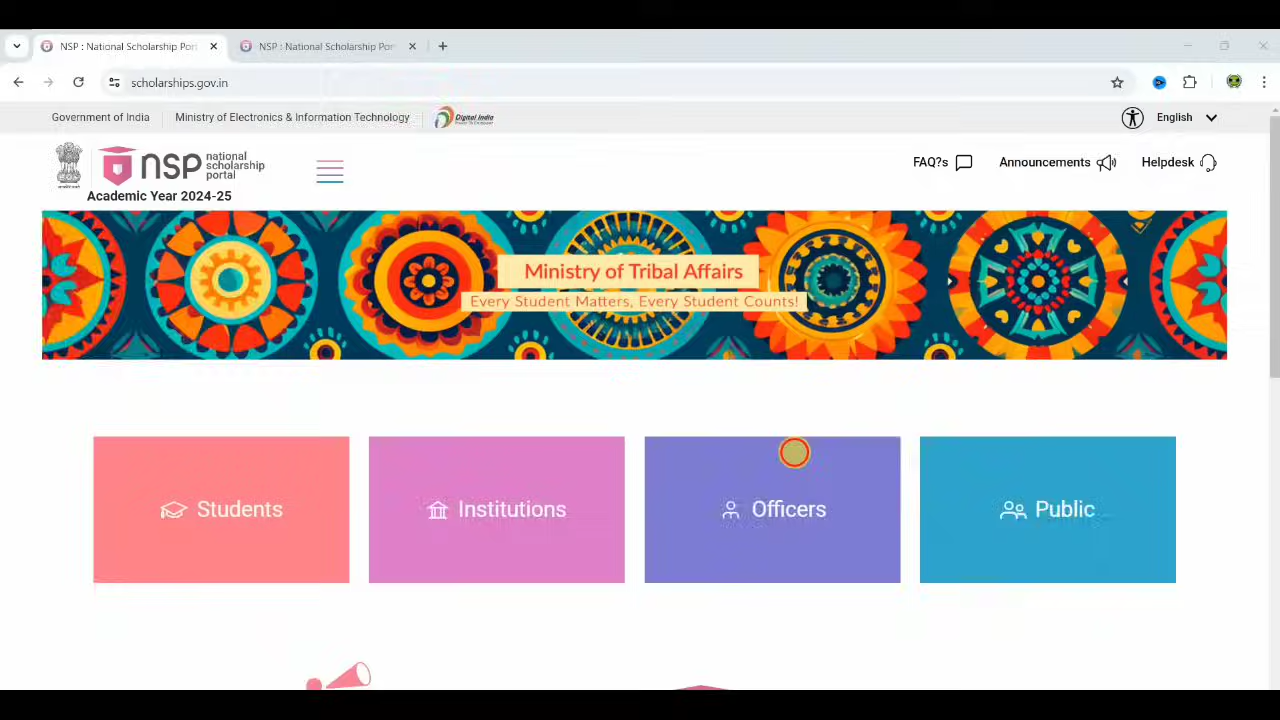 NSP : National Scholarship Por
NSP : National Scholarship Por
scholarships.gov.in
Government of India
Ministry of Electronics & Information Technology
Digital India
English
nsp national scholarship portal
FAQ?s
Announcements
Helpdesk
Academic Year 2024-25
Ministry of Tribal Affairs
Every Student Matters, Every Student Counts!
Students
Institutions
Officers
Public